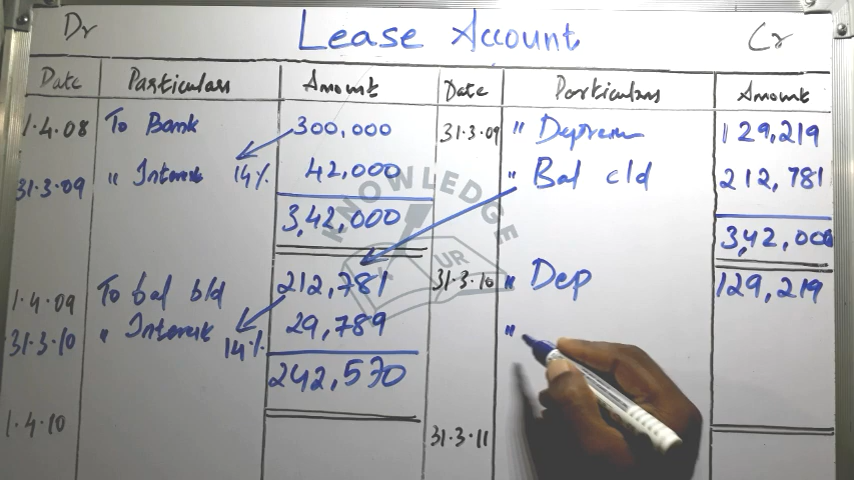 Dr Lease Account Cr
Date Particulars Amount Date Particulars Amount
1.4.08 To Bank 300,000 31.3.09 " 129,219
31.3.09 " Interest 14% 42,000 " Bal c/d 212,781
3,42,000 3,42,000
1.4.09 To bal b/d 212,781 31.3.10 " Dep 129,219
31.3.10 " Interest 14% 29,789 "
242,570
1.4.10 31.3.11
KNOWLEDGE
UR